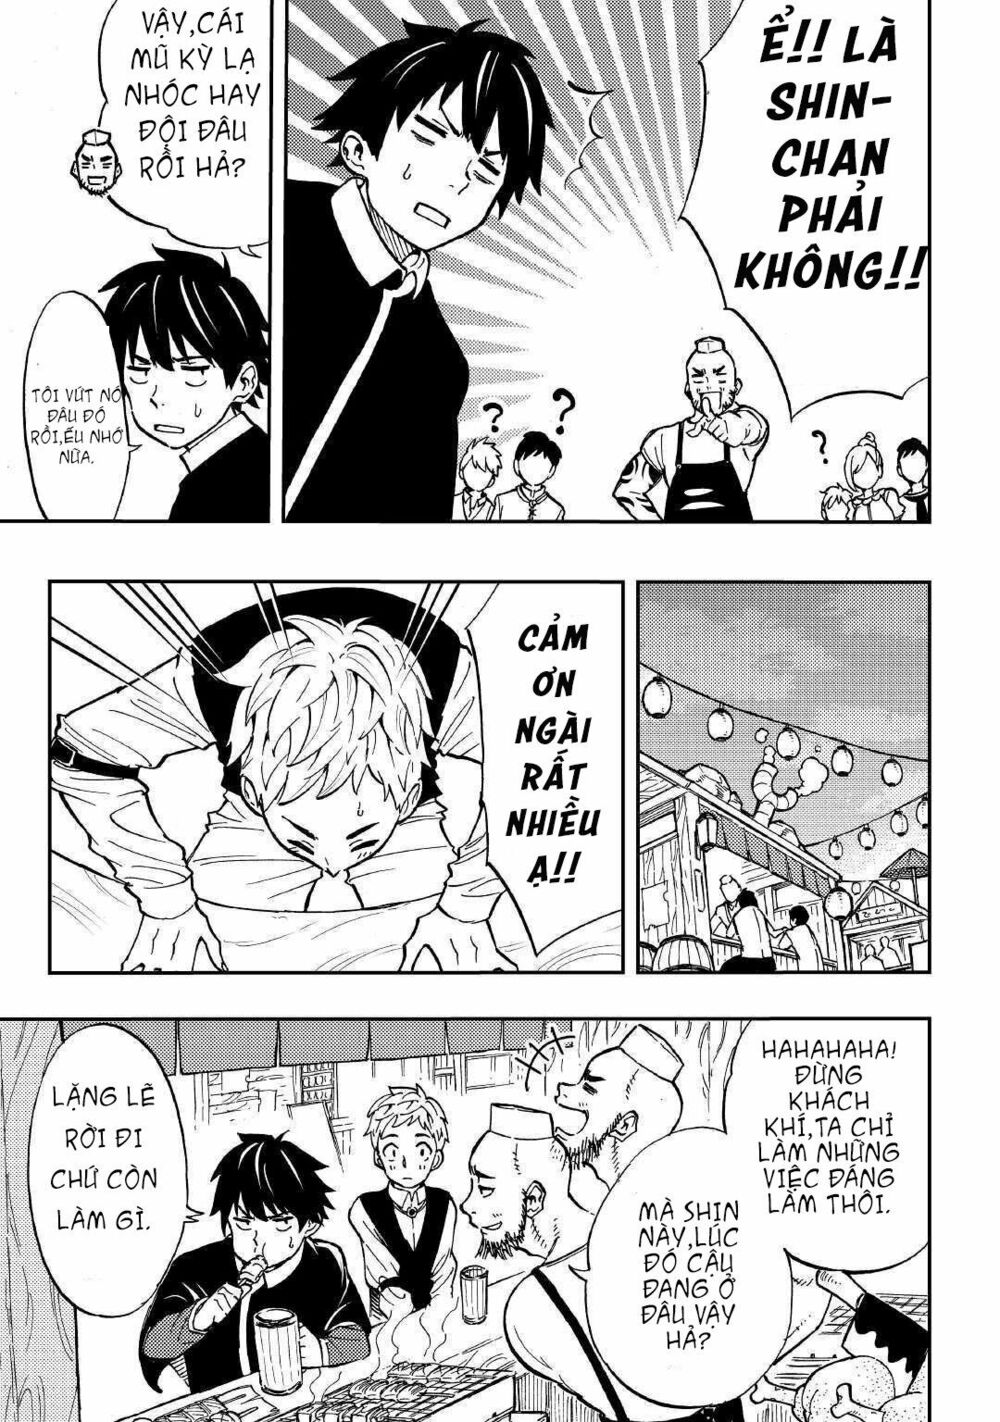 Ể!! LÀ
SHIN-
CHAN
PHẢI
KHÔNG!!
?
?
?
VẬY,CÁI
MŨ KỲ LẠ
NHÓC HAY
ĐỘI ĐÂU
RỒI HẢ?
TÔI VỨT NÓ
ĐÂU ĐÓ
RỒI,ẾU NHỚ
NỮA.
CẢM
ƠN
NGÀI
RẤT
NHIỀU
Ạ!!
HAHAHAHA!
ĐỪNG
KHÁCH
KHÍ,TA CHỈ
LÀM NHỮNG
VIỆC ĐÁNG
LÀM THÔI.
MÀ SHIN
NÀY,LÚC
ĐÓ CẬU
ĐANG Ở
ĐÂU VẬY
HẢ?
LẶNG LẼ
RỜI ĐI
CHỨ CÒN
LÀM GÌ.